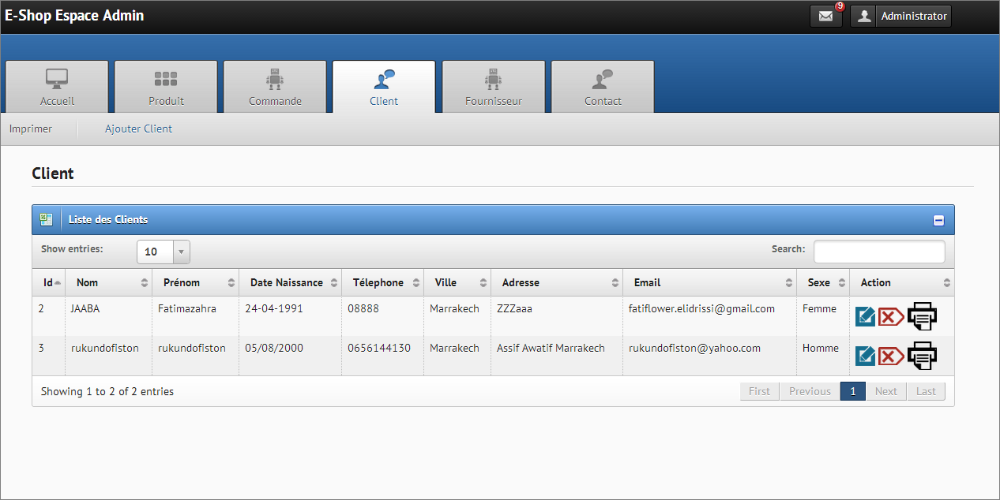 E-Shop Espace Admin
9
Administrator
Accueil
Produit
Commande
Client
Fournisseur
Contact
Imprimer
Ajouter Client
Client
Liste des Clients
Show entries: 10 Search:
Id Nom Prénom Date Naissance Télephone Ville Adresse Email Sexe Action
2 JAABA Fatimazahra 24-04-1991 08888 Marrakech ZZZaaa fatiflower.elidrissi@gmail.com Femme
3 rukundofiston rukundofiston 05/08/2000 0656144130 Marrakech Assif Awatif Marrakech rukundofiston@yahoo.com Homme
Showing 1 to 2 of 2 entries First Previous 1 Next Last